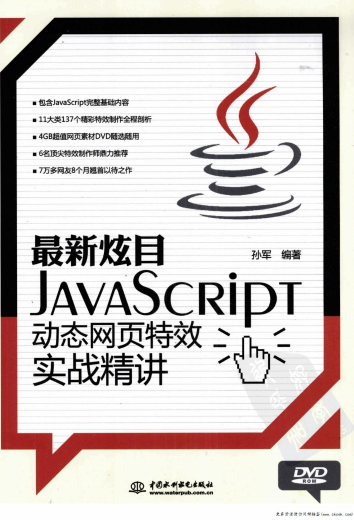 ■ 包含JavaScript完整基础内容
■ 11大类137个精彩特效制作全程剖析
■ 4GB超值网页素材DVD随选随用
■ 6名顶尖特效制作师鼎力推荐
■ 7万多网友8个月翘首以待之作
最新炫目
孙军 编著
JAVASCRiPT
动态网页特效
实战精讲
DVD
ROM
中国水利水电出版社
www.waterpub.com.cn